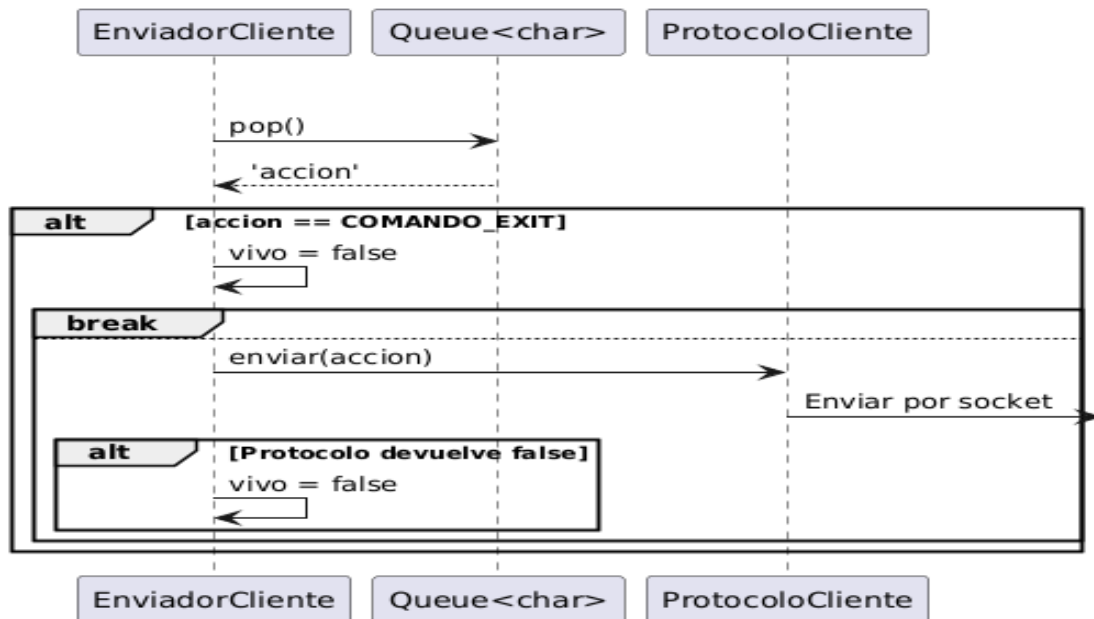 EnviadorCliente Queue<char> ProtocoloCliente
pop()
'accion'
alt [accion == COMANDO_EXIT]
vivo = false
break
enviar(accion)
Enviar por socket
alt [Protocolo devuelve false]
vivo = false
EnviadorCliente Queue<char> ProtocoloCliente